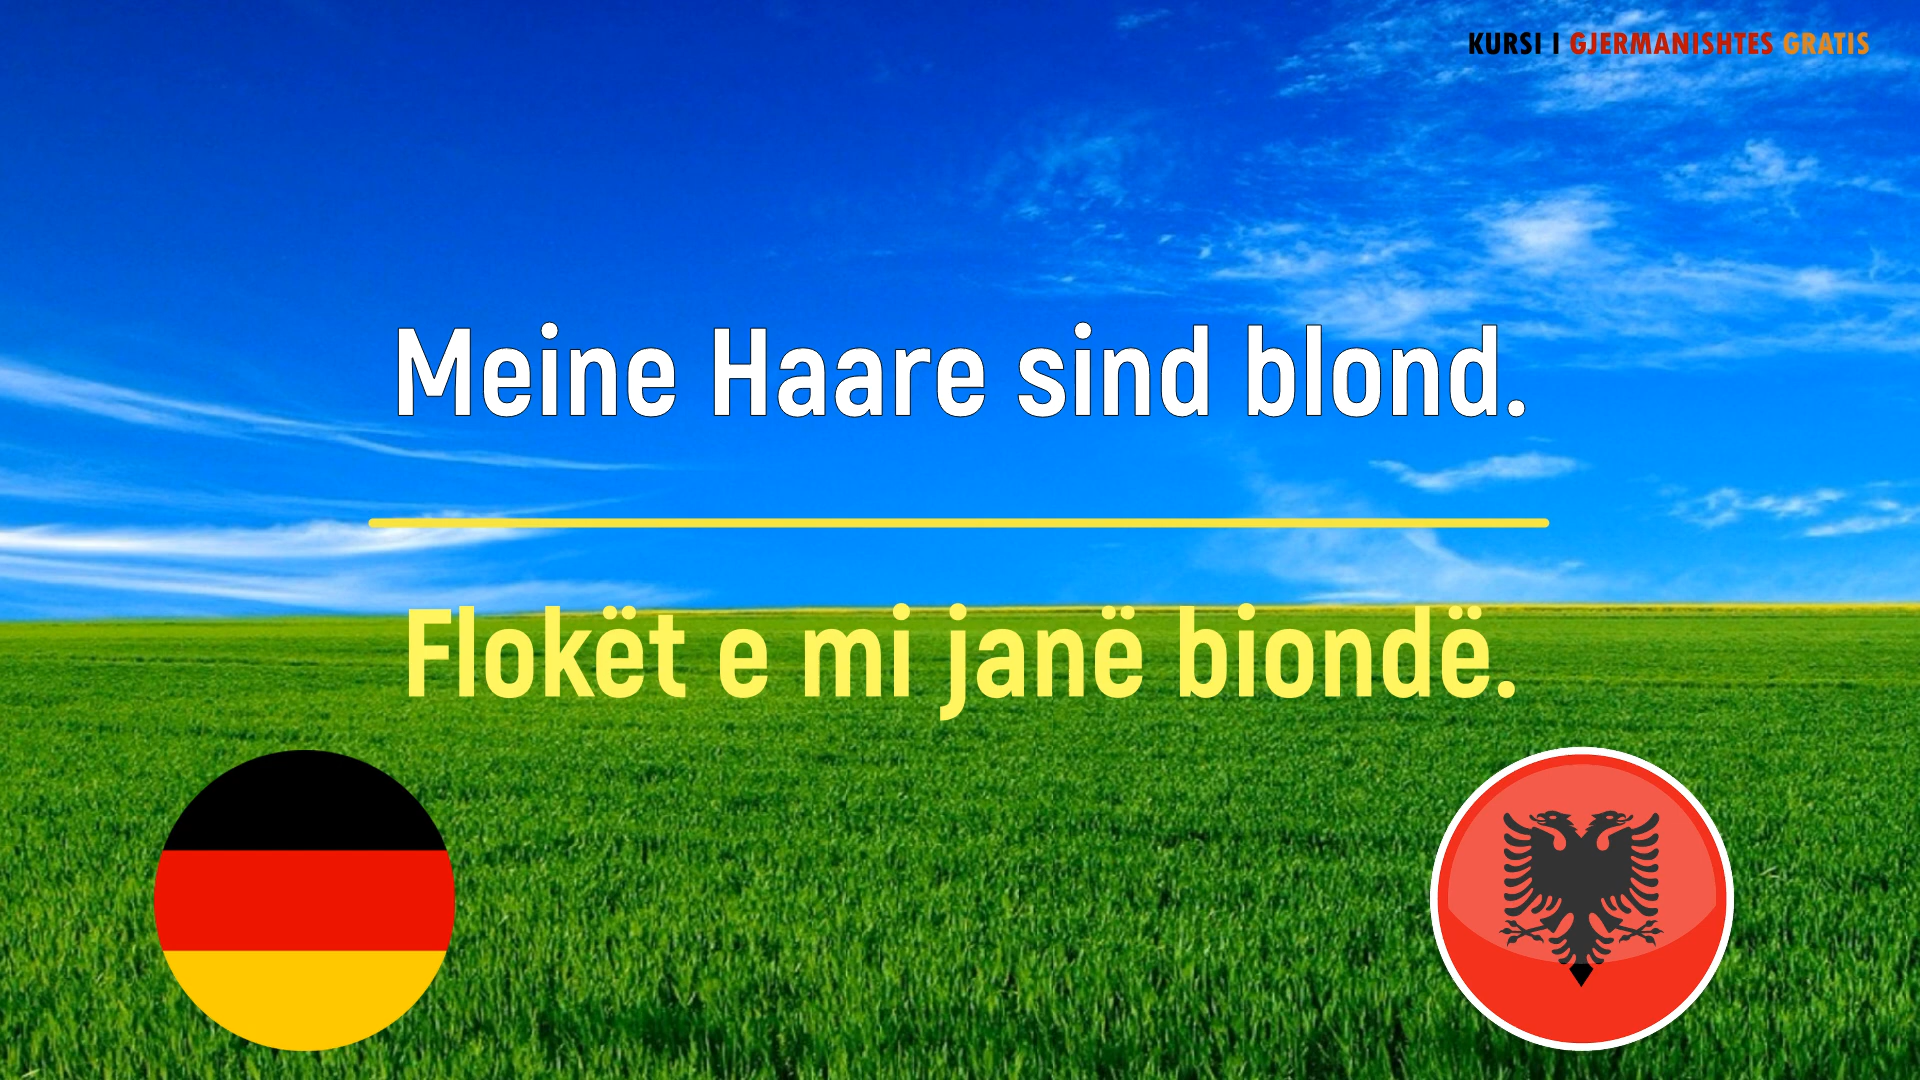 KURSI I GJERMANISHTES GRATIS
Meine Haare sind blond.
Flokët e mi janë biondë.